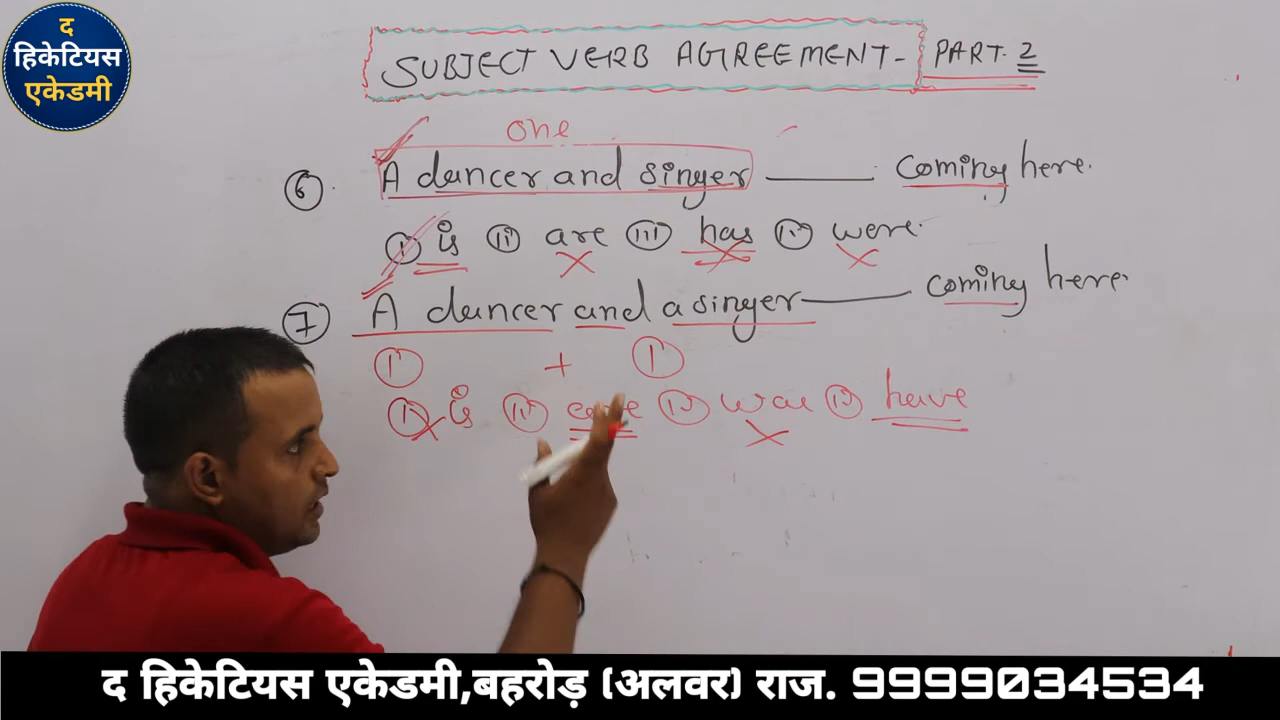 द
हिकेटियस
एकेडमी
SUBJECT VERB AGREEMENT - PART. 2
one
⑥ A dancer and singer ______ coming here.
(i) is (ii) are (iii) has (iv) were.
⑦ A dancer and a singer ______ coming here.
① + ①
(i) is (ii) are (iii) was (iv) have
द हिकेटियस एकेडमी,बहरोड़ (अलवर) राज. 9999034534